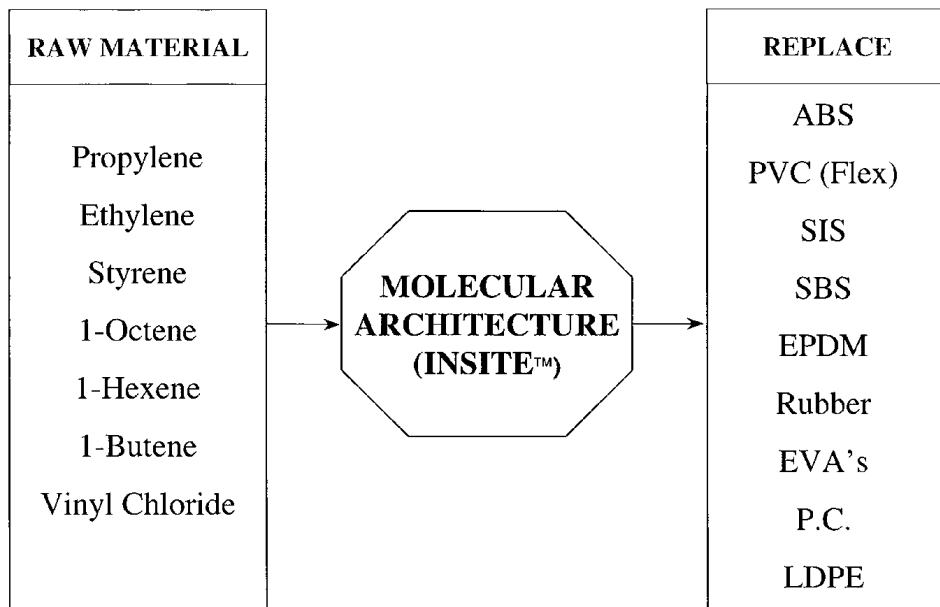 RAW MATERIAL
Propylene
Ethylene
Styrene
1-Octene
1-Hexene
1-Butene
Vinyl Chloride
MOLECULAR
ARCHITECTURE
(INSITE™)
REPLACE
ABS
PVC (Flex)
SIS
SBS
EPDM
Rubber
EVA's
P.C.
LDPE